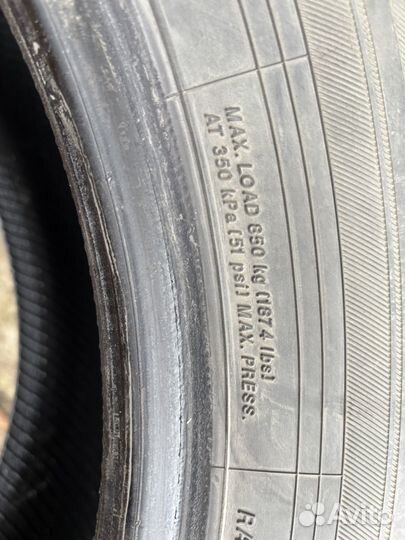 MAX. LOAD 850 kg (1874 lbs)
AT 350 kPa (51 psi) MAX. PRESS.
Avito